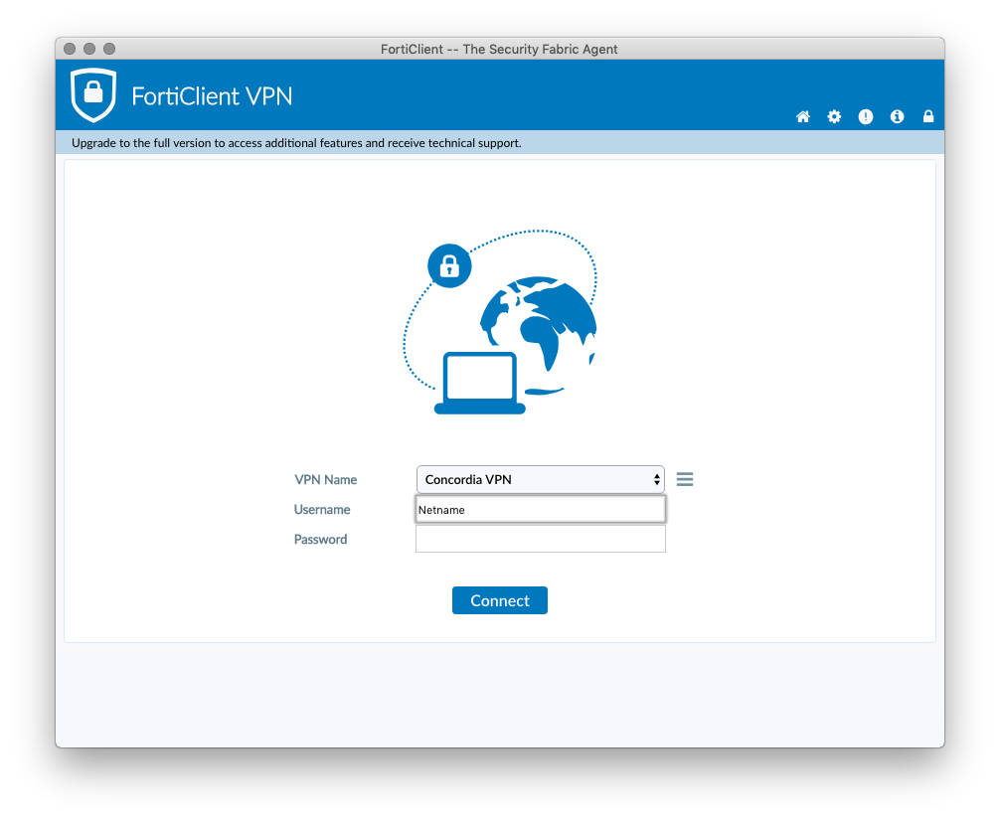 FortiClient -- The Security Fabric Agent
FortiClient VPN
Upgrade to the full version to access additional features and receive technical support.
VPN Name
Concordia VPN
Username
Netname
Password
Connect